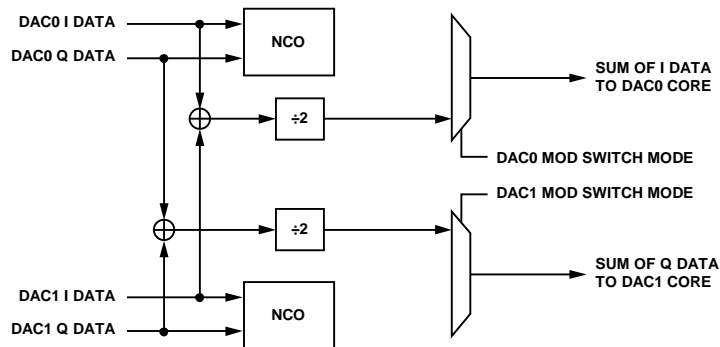 DAC0 I DATA
DAC0 Q DATA
NCO
SUM OF I DATA
TO DAC0 CORE
÷2
DAC0 MOD SWITCH MODE
DAC1 MOD SWITCH MODE
÷2
SUM OF Q DATA
TO DAC1 CORE
DAC1 I DATA
DAC1 Q DATA
NCO